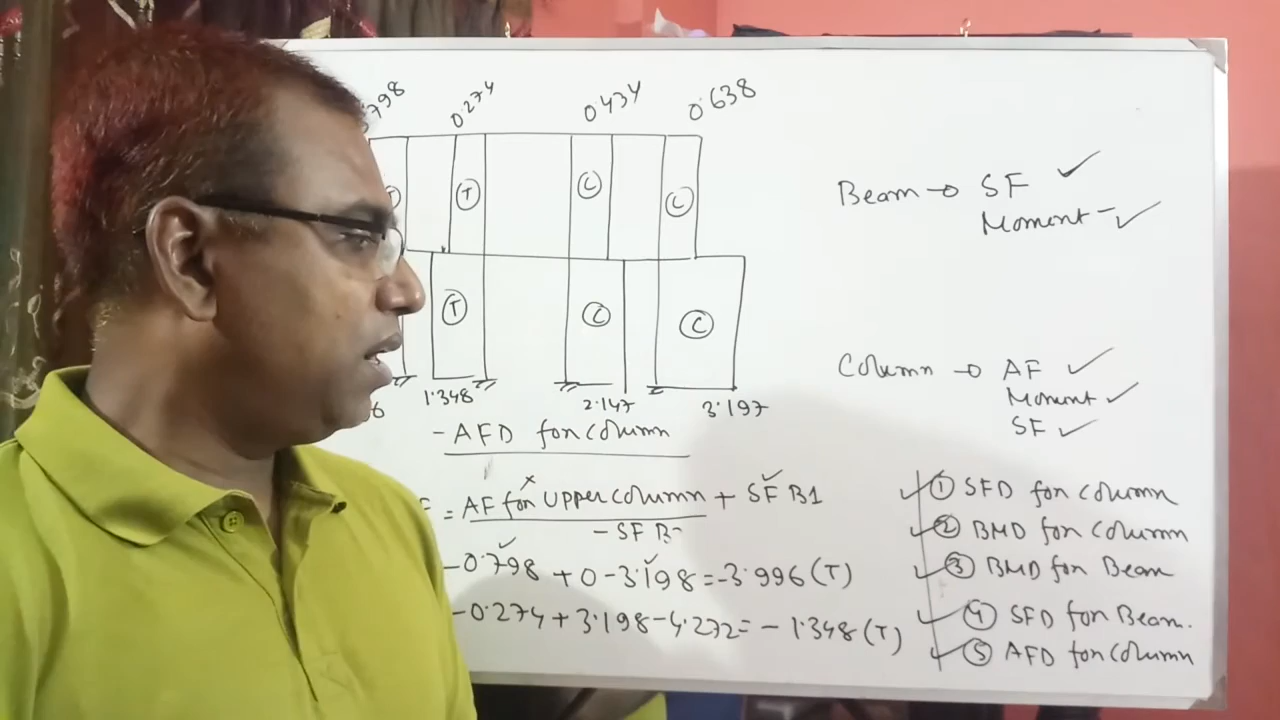 798 0.274 0.434 0.638
T T C C
T C C
6 1.348 2.147 3.197
- AFD for column
= AF for Upper column + SF B1
- SF B
-0.798 + 0 - 3.198 = -3.996 (T)
-0.274 + 3.198 - 4.272 = - 1.348 (T)
Beam → SF ✓
Moment - ✓
Column → AF ✓
Moment ✓
SF ✓
① SFD for column
② BMD for column
③ BMD for Beam
④ SFD for Beam.
⑤ AFD for column